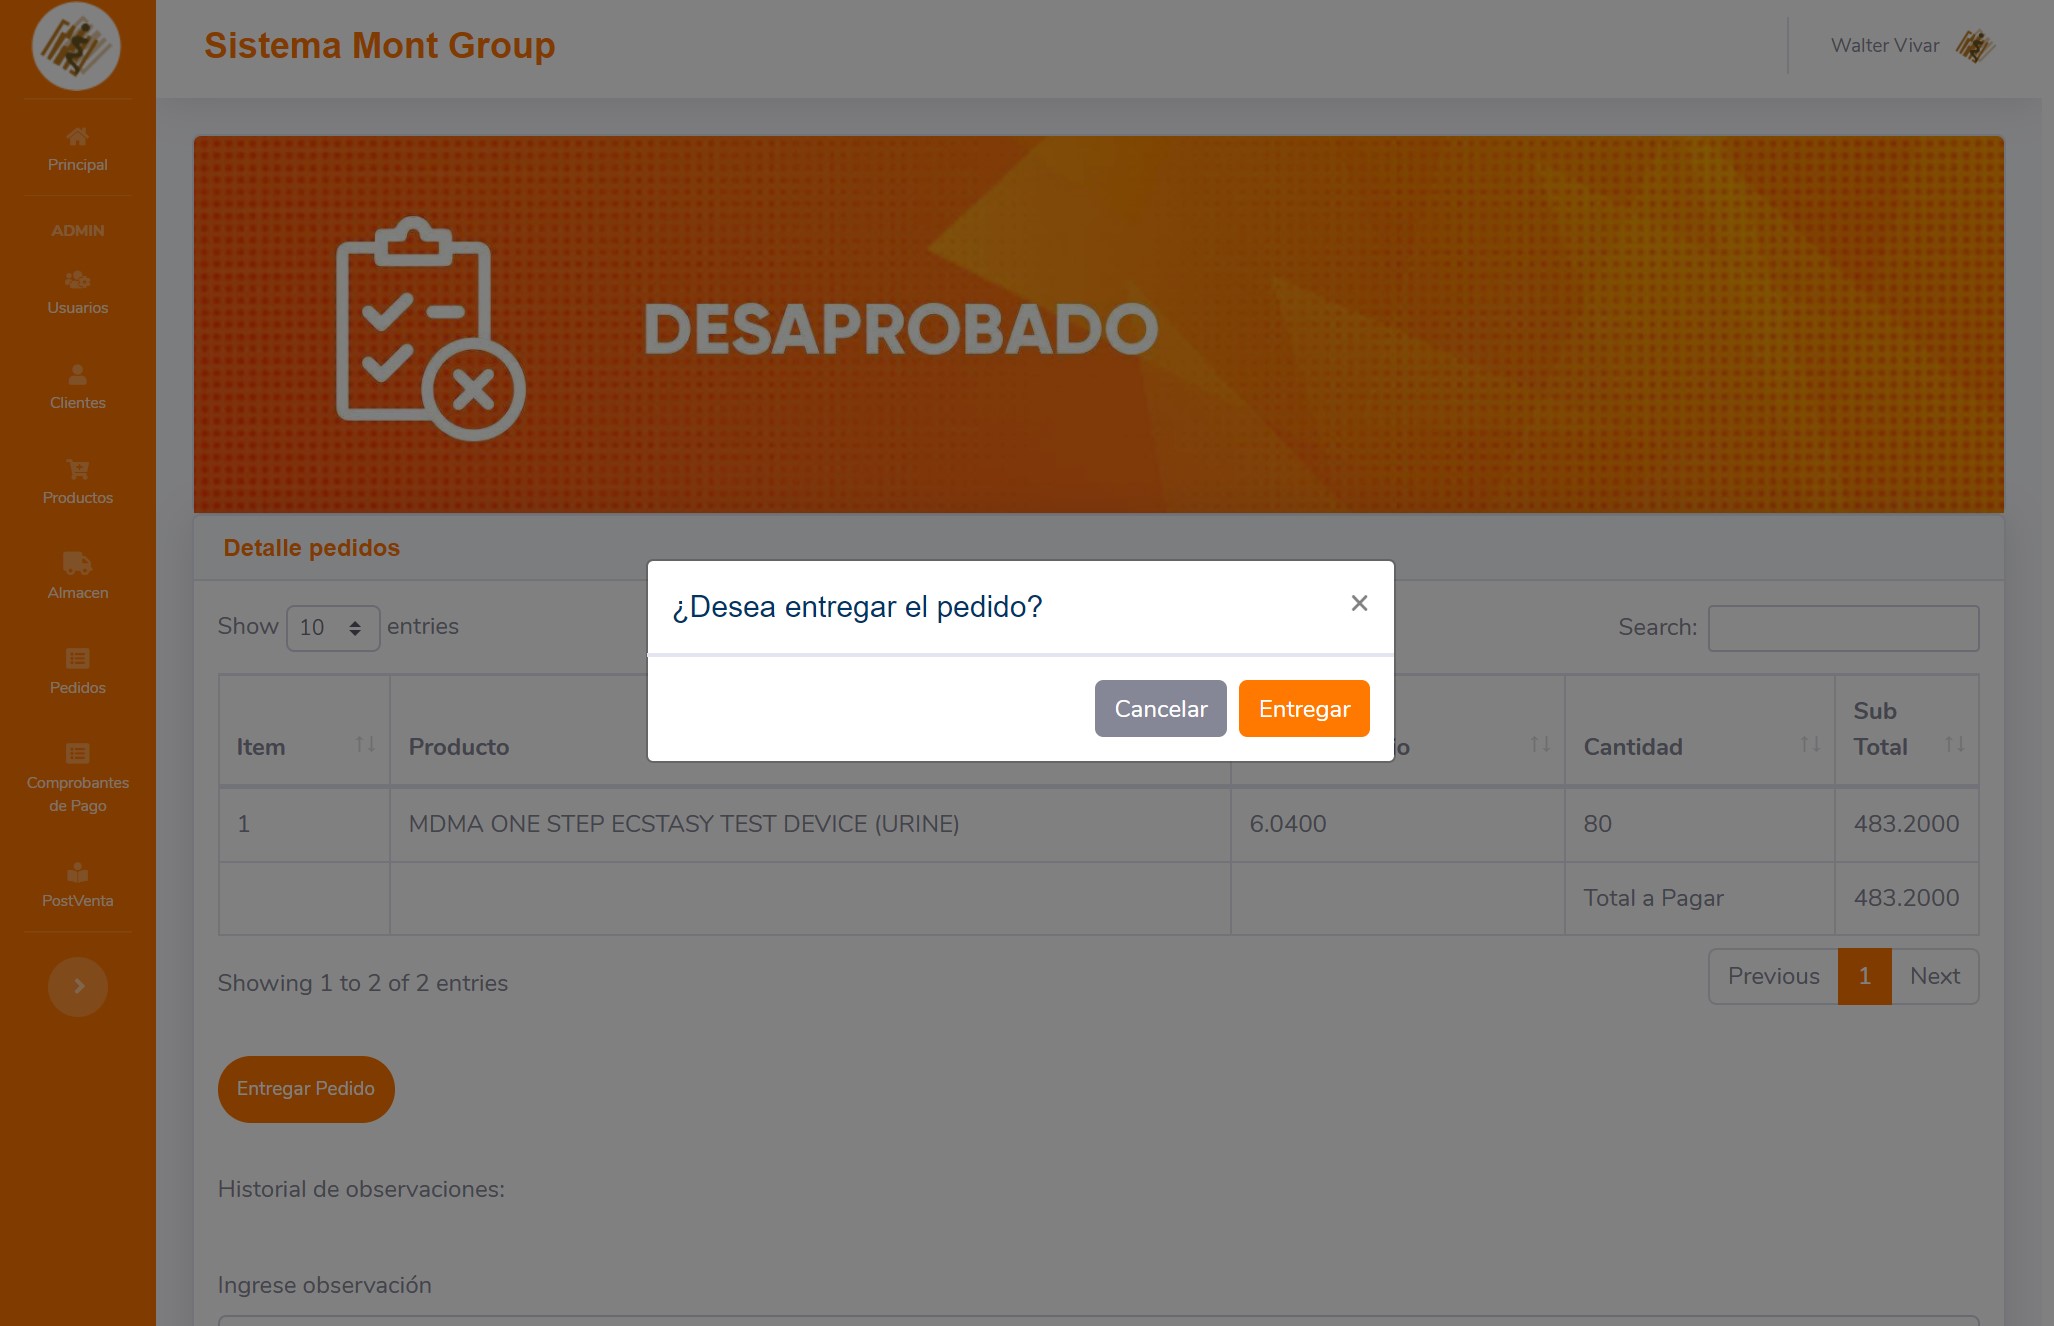 Sistema Mont Group
Walter Vivar
Principal
ADMIN
Usuarios
Clientes
Productos
Almacen
Pedidos
Comprobantes
de Pago
PostVenta
DESAPROBADO
Detalle pedidos
¿Desea entregar el pedido?
×
Cancelar
Entregar
Show 10 entries
Search:
Item
Producto
io
Cantidad
Sub
Total
1
MDMA ONE STEP ECSTASY TEST DEVICE (URINE)
6.0400
80
483.2000
Total a Pagar
483.2000
Showing 1 to 2 of 2 entries
Previous
1
Next
Entregar Pedido
Historial de observaciones:
Ingrese observación